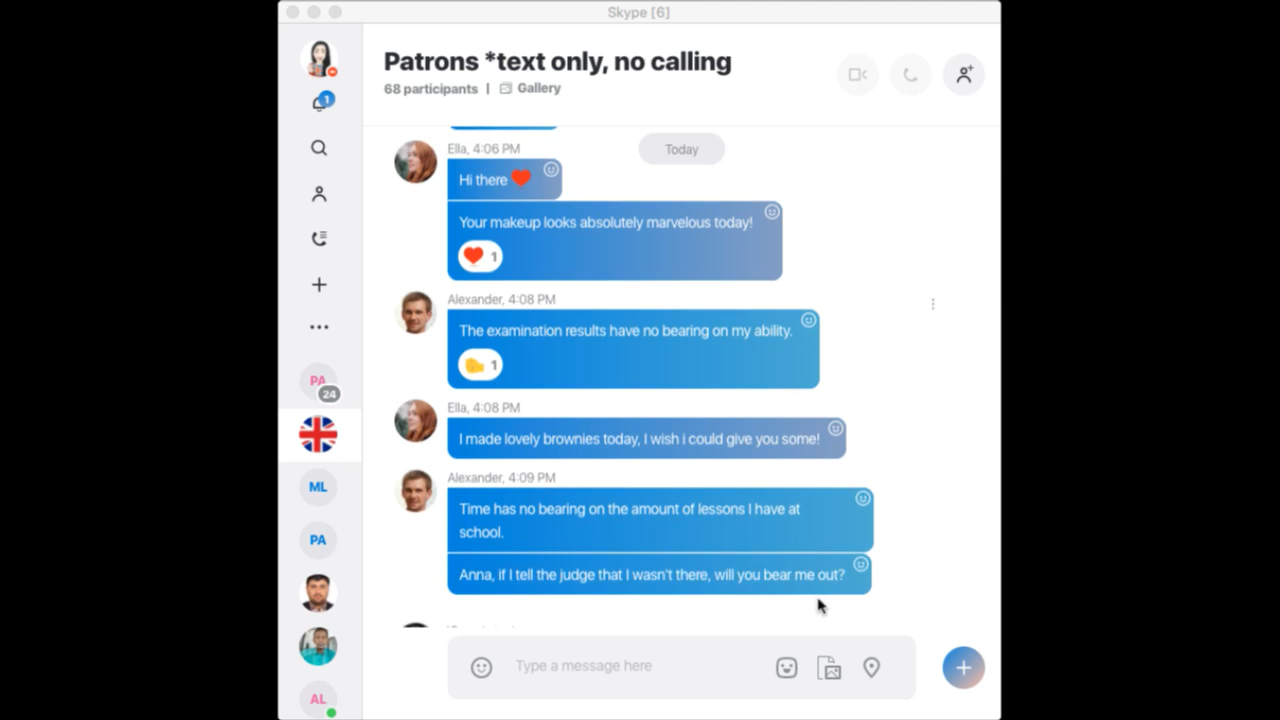 Skype [6]
Patrons *text only, no calling
68 participants | Gallery
1
Today
Ella, 4:06 PM
Hi there
Your makeup looks absolutely marvelous today!
1
Alexander, 4:08 PM
The examination results have no bearing on my ability.
1
Ella, 4:08 PM
I made lovely brownies today, I wish i could give you some!
Alexander, 4:09 PM
Time has no bearing on the amount of lessons I have at
school.
Anna, if I tell the judge that I wasn't there, will you bear me out?
Type a message here
PA
24
ML
PA
AL